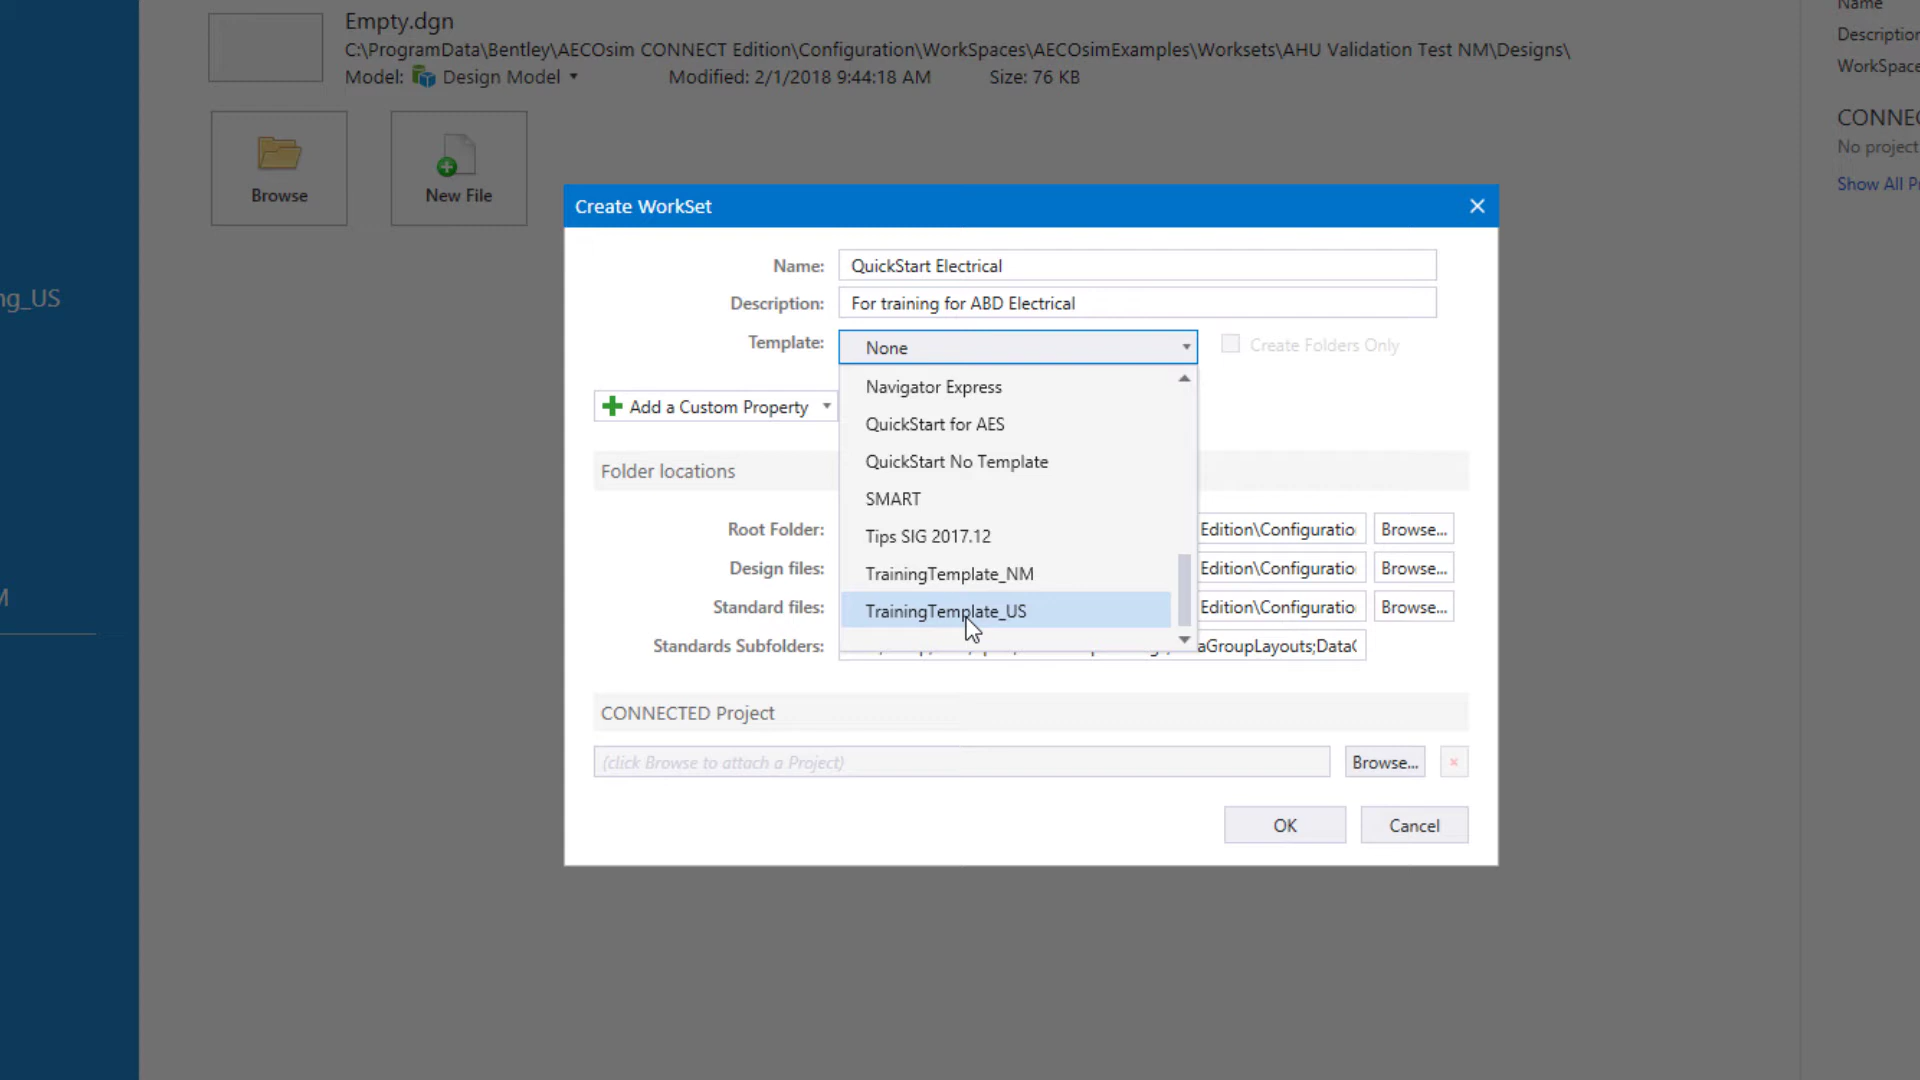 Empty.dgn
C:\ProgramData\Bentley\AECOsim CONNECT Edition\Configuration\WorkSpaces\AECOsimExamples\Worksets\AHU Validation Test NM\Designs\
Model: Design Model Modified: 2/1/2018 9:44:18 AM Size: 76 KB
Browse
New File
ng_US
M
Name
Description
WorkSpace
CONNEC
No project
Show All P
Create WorkSet
Name: QuickStart Electrical
Description: For training for ABD Electrical
Template: None
Create Folders Only
Navigator Express
QuickStart for AES
QuickStart No Template
SMART
Tips SIG 2017.12
TrainingTemplate_NM
TrainingTemplate_US
Add a Custom Property
Folder locations
Root Folder: Edition\Configuratio Browse...
Design files: Edition\Configuratio Browse...
Standard files: Edition\Configuratio Browse...
Standards Subfolders: aGroupLayouts;Data
CONNECTED Project
(click Browse to attach a Project) Browse...
OK
Cancel